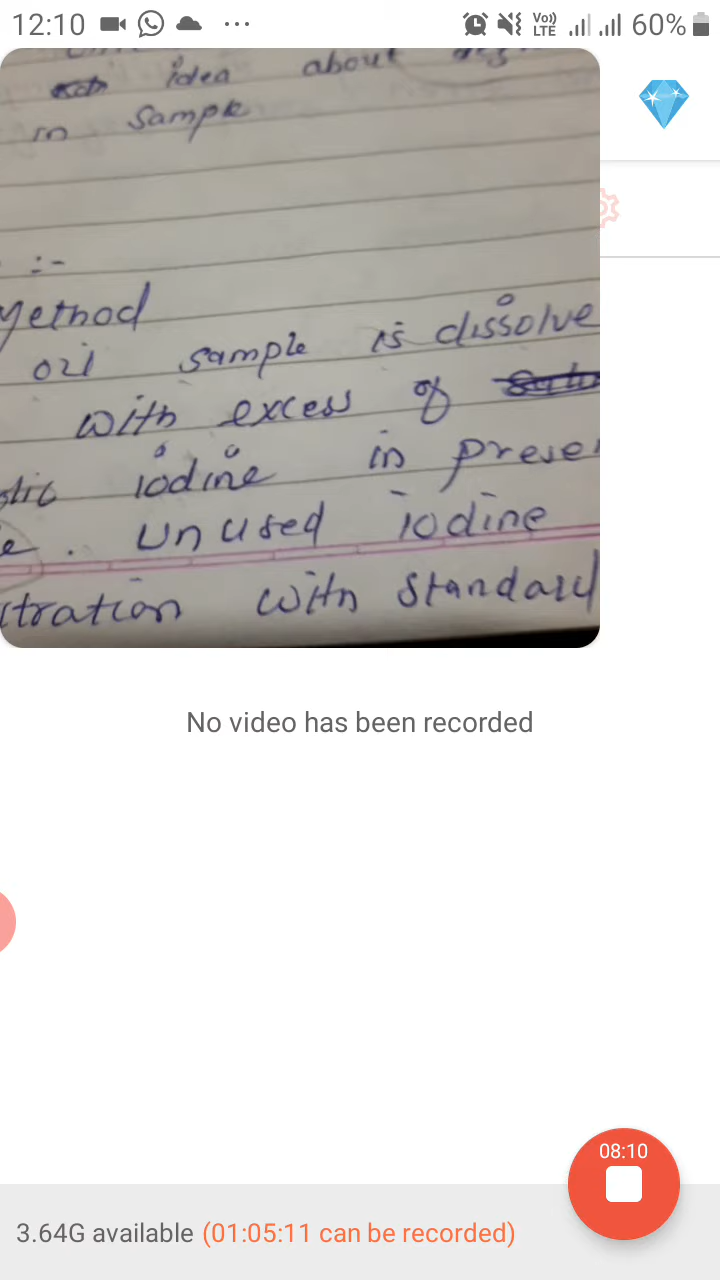 12:10 ... Vo)) LTE 60%
idea about
in sample
:-
Method
oil sample is dissolve
with excess of
iodine in prese
e. Unused iodine
tration with standard
No video has been recorded
08:10
3.64G available (01:05:11 can be recorded)